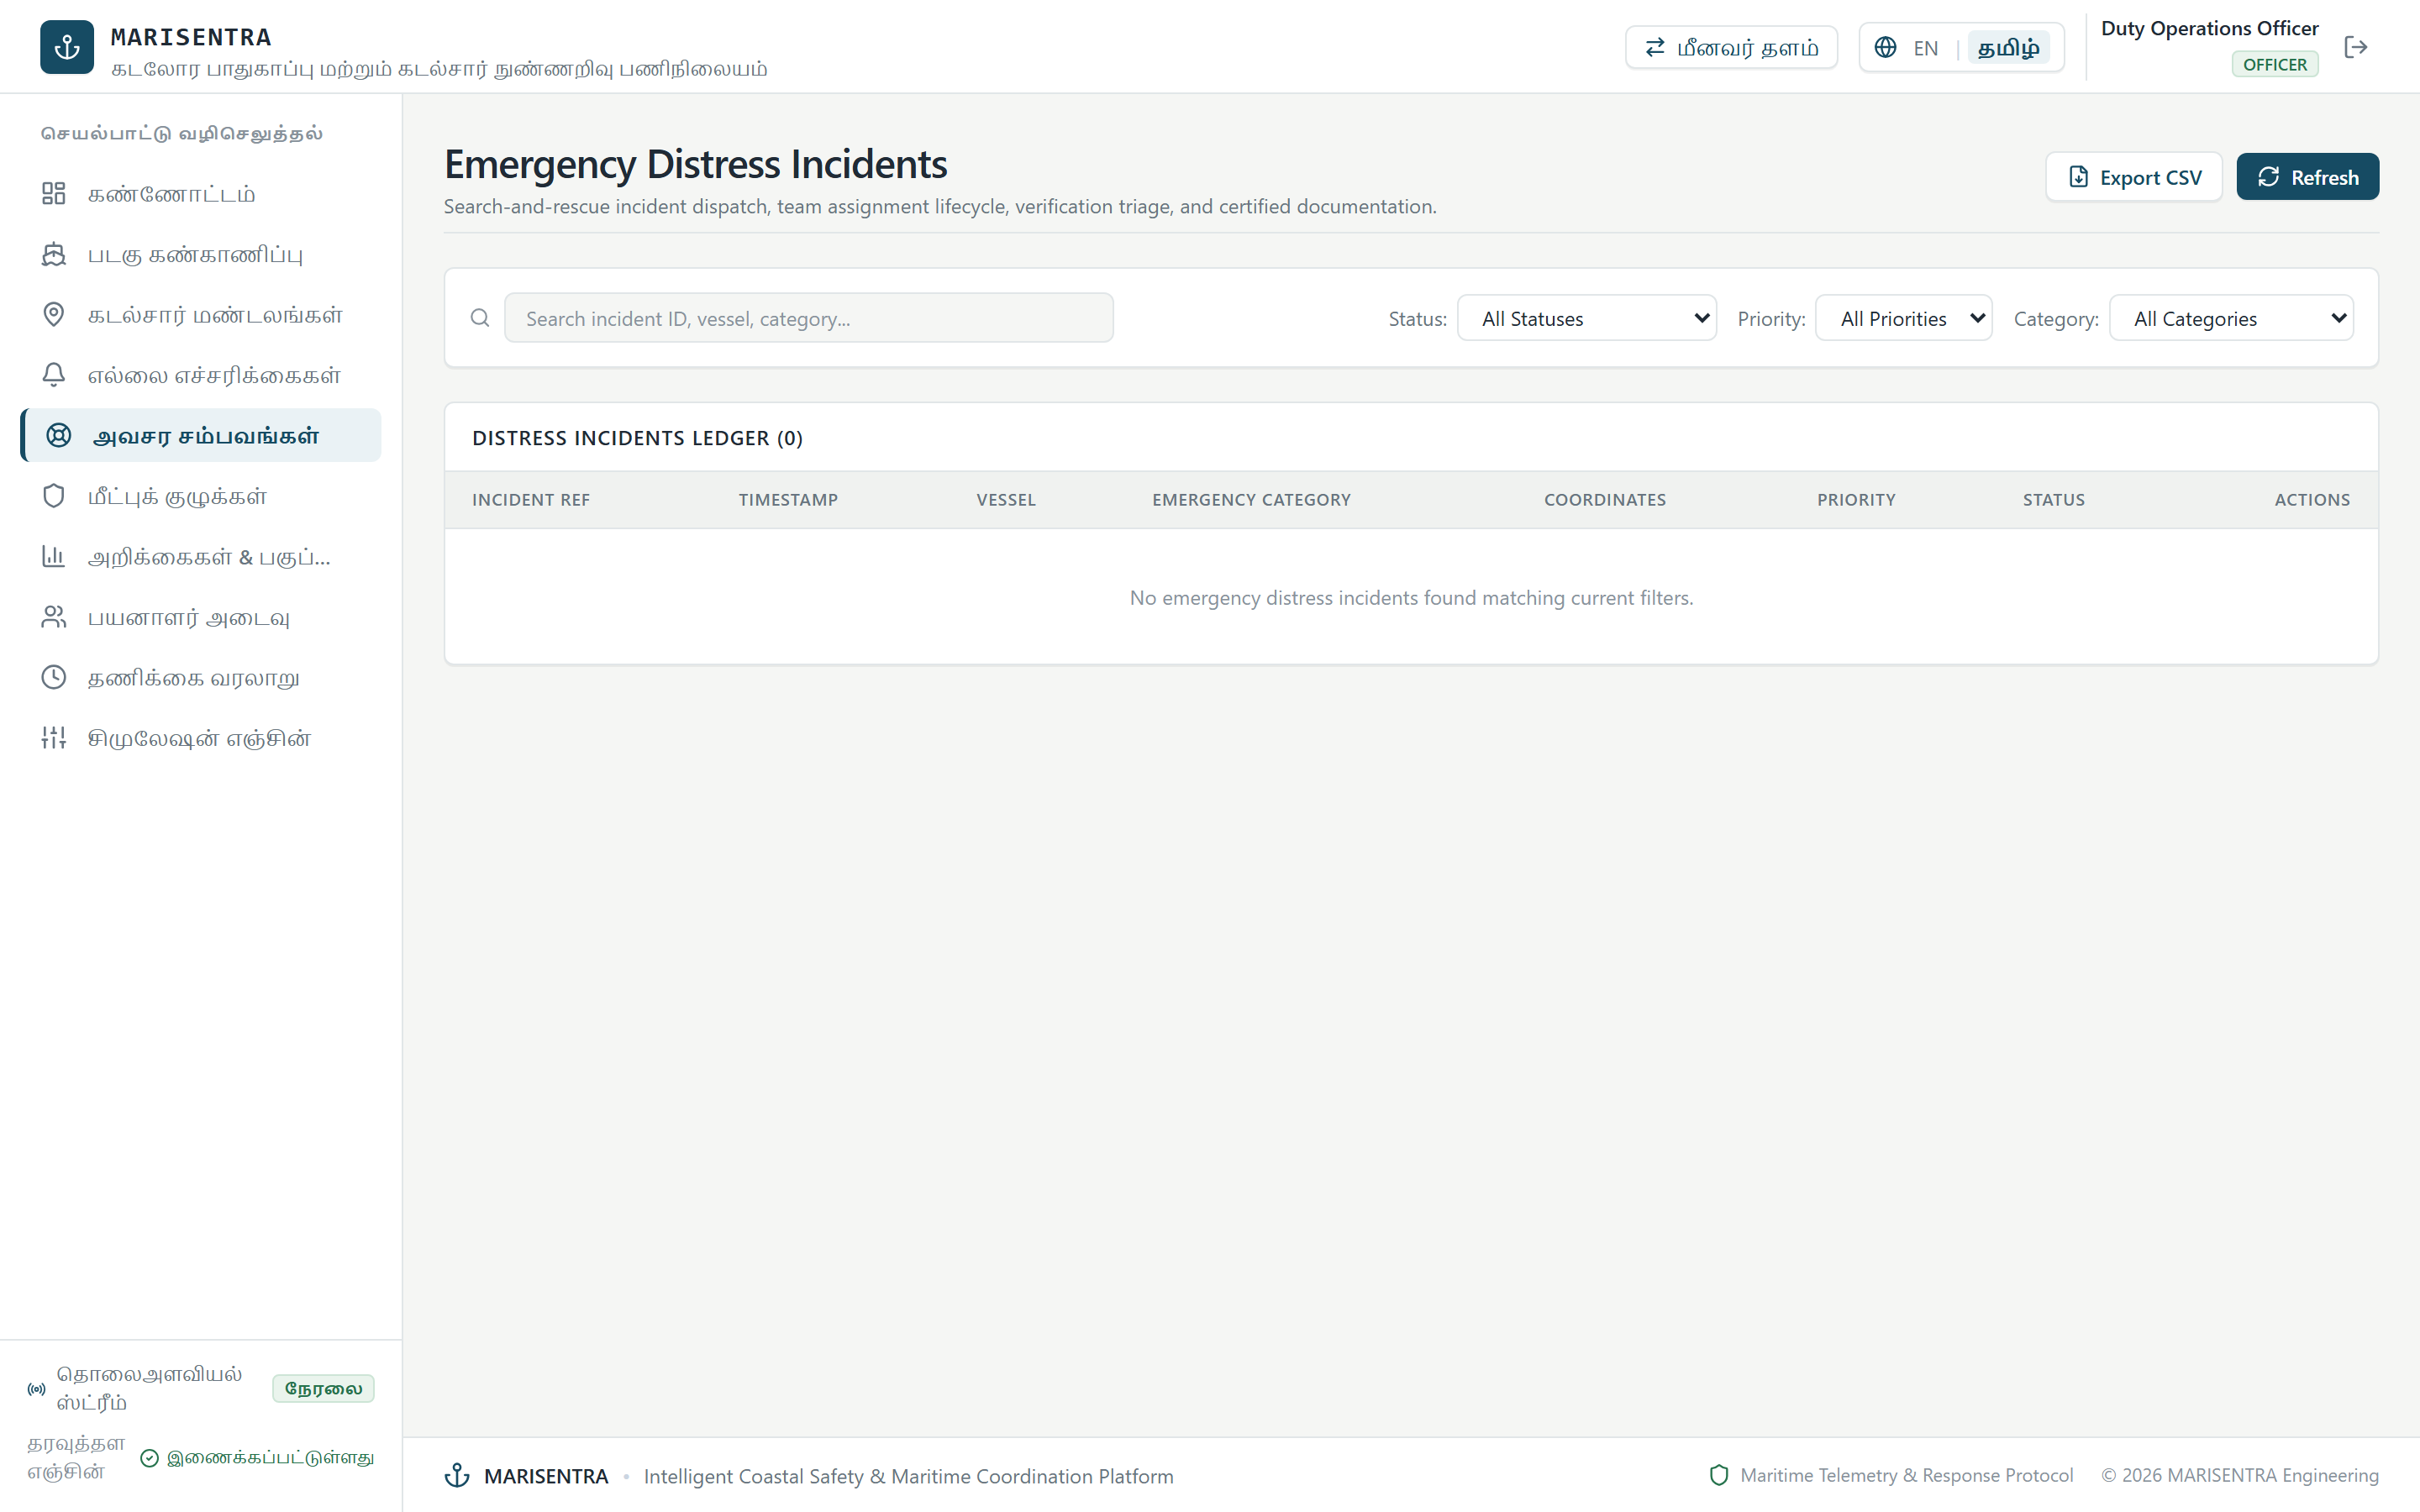 MARISENTRA
கடலோர பாதுகாப்பு மற்றும் கடல்சார் நுண்ணறிவு பணிநிலையம்
மீனவர் தளம்
EN | தமிழ்
Duty Operations Officer
OFFICER
செயல்பாட்டு வழிசெலுத்தல்
கண்ணோட்டம்
படகு கண்காணிப்பு
கடல்சார் மண்டலங்கள்
எல்லை எச்சரிக்கைகள்
அவசர சம்பவங்கள்
மீட்புக் குழுக்கள்
அறிக்கைகள் & பகுப்...
பயனாளர் அடைவு
தணிக்கை வரலாறு
சிமுலேஷன் எஞ்சின்
தொலைஅளவியல்
ஸ்ட்ரீம்
நேரலை
தரவுத்தள
எஞ்சின்
இணைக்கப்பட்டுள்ளது
Emergency Distress Incidents
Search-and-rescue incident dispatch, team assignment lifecycle, verification triage, and certified documentation.
Export CSV
Refresh
Search incident ID, vessel, category...
Status: All Statuses
Priority: All Priorities
Category: All Categories
DISTRESS INCIDENTS LEDGER (0)
INCIDENT REF TIMESTAMP VESSEL EMERGENCY CATEGORY COORDINATES PRIORITY STATUS ACTIONS
No emergency distress incidents found matching current filters.
MARISENTRA • Intelligent Coastal Safety & Maritime Coordination Platform
Maritime Telemetry & Response Protocol
© 2026 MARISENTRA Engineering